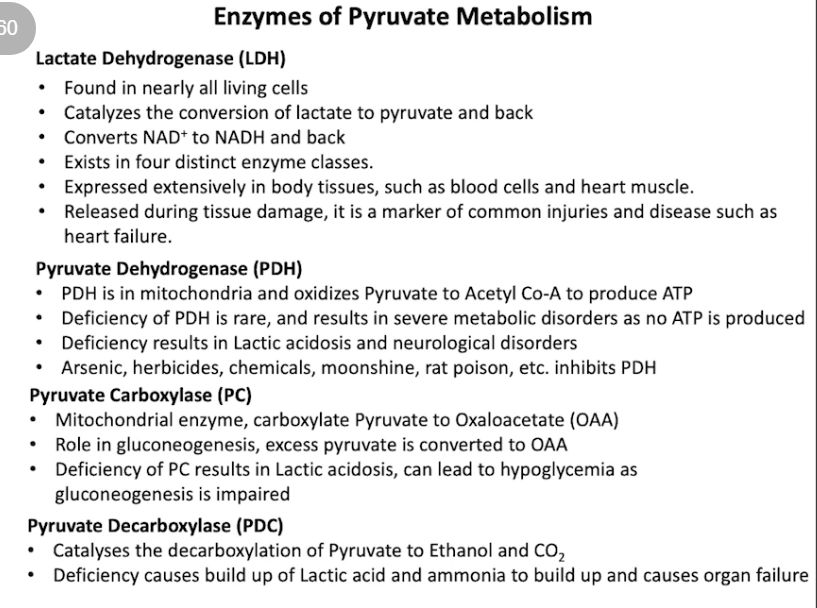 60
Enzymes of Pyruvate Metabolism
Lactate Dehydrogenase (LDH)
• Found in nearly all living cells
• Catalyzes the conversion of lactate to pyruvate and back
• Converts NAD⁺ to NADH and back
• Exists in four distinct enzyme classes.
• Expressed extensively in body tissues, such as blood cells and heart muscle.
• Released during tissue damage, it is a marker of common injuries and disease such as
heart failure.
Pyruvate Dehydrogenase (PDH)
• PDH is in mitochondria and oxidizes Pyruvate to Acetyl Co-A to produce ATP
• Deficiency of PDH is rare, and results in severe metabolic disorders as no ATP is produced
• Deficiency results in Lactic acidosis and neurological disorders
• Arsenic, herbicides, chemicals, moonshine, rat poison, etc. inhibits PDH
Pyruvate Carboxylase (PC)
• Mitochondrial enzyme, carboxylate Pyruvate to Oxaloacetate (OAA)
• Role in gluconeogenesis, excess pyruvate is converted to OAA
• Deficiency of PC results in Lactic acidosis, can lead to hypoglycemia as
gluconeogenesis is impaired
Pyruvate Decarboxylase (PDC)
• Catalyses the decarboxylation of Pyruvate to Ethanol and CO₂
• Deficiency causes build up of Lactic acid and ammonia to build up and causes organ failure